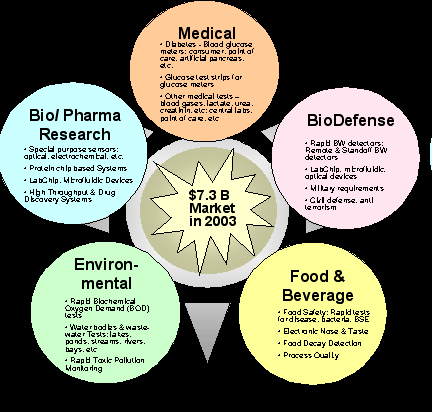 Medical
• Diabetes - Blood glucose
meters: consumer, point of
care, artificial pancreas,
etc.
• Glucose test strips for
glucose meters
• Other medical tests –
blood gases, lactate, urea,
creatinin, etc: central labs,
point of care, etc
Bio/ Pharma
Research
• Special purpose sensors:
optical, electrochemical, etc.
• Protein chip based Systems
• LabChip, Microfluidic Devices
• High Throughput & Drug
Discovery Systems
BioDefense
• Rapid BW detectors:
Remote & Standoff BW
detectors
• LabChip, microfluidic,
optical devices
• Military requirements
• Civil defense, anti
terrorism
$7.3 B
Market
in 2003
Environ-
mental
• Rapid Biochemical
Oxygen Demand (BOD)
tests
• Water bodies & waste-
water Tests: lakes,
ponds, streams, rivers,
bays, etc
• Rapid Toxic Pollution
Monitoring
Food &
Beverage
• Food Safety: Rapid tests
for disease, bacteria, BSE
• Electronic Nose & Taste
• Food Decay Detection
• Process Quality